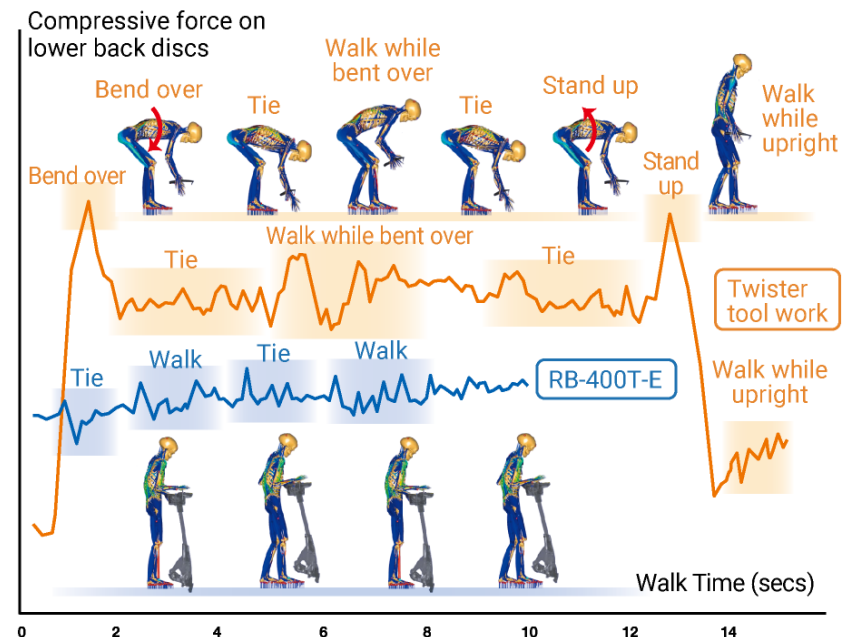 Compressive force on
lower back discs
Bend over
Tie
Walk while
bent over
Tie
Stand up
Walk
while
upright
Bend over
Stand
up
Tie
Walk while bent over
Tie
Twister
tool work
Tie
Walk
Tie
Walk
RB-400T-E
Walk while
upright
Walk Time (secs)
0 2 4 6 8 10 12 14